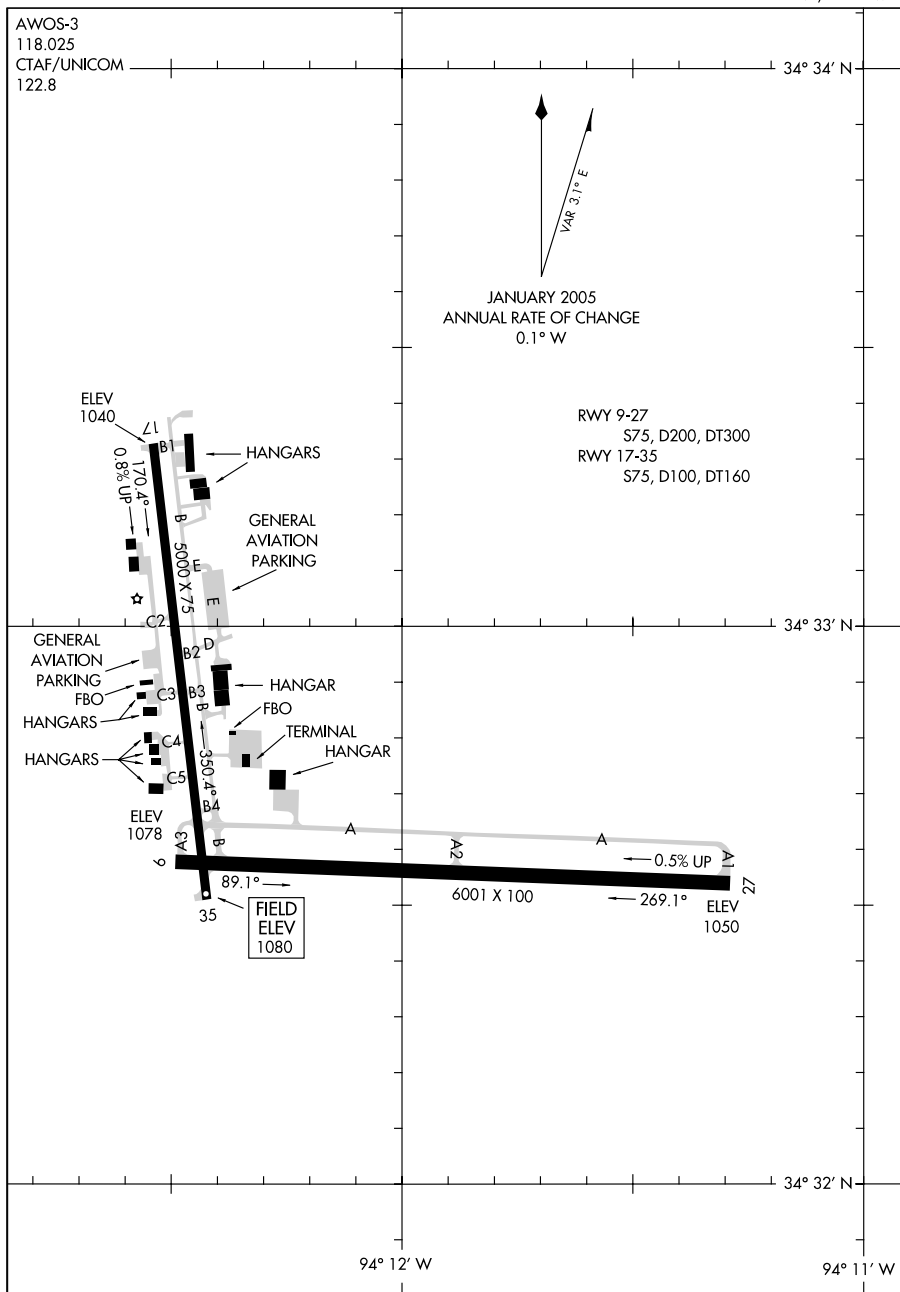 AWOS-3
118.025
CTAF/UNICOM
122.8
34° 34' N
VAR 3.1° E
JANUARY 2005
ANNUAL RATE OF CHANGE
0.1° W
RWY 9-27
S75, D200, DT300
RWY 17-35
S75, D100, DT160
ELEV
1040
17
B1
HANGARS
170.4°
0.8% UP
B
GENERAL
AVIATION
PARKING
5000 X 75
E
E
C2
34° 33' N
D
B2
GENERAL
AVIATION
PARKING
FBO
HANGARS
C3
B3
B
HANGAR
FBO
TERMINAL
HANGAR
C4
HANGARS
350.4°
C5
B4
ELEV
1078
A3
B
A
A
A2
A1
0.5% UP
9
89.1°
6001 X 100
269.1°
27
ELEV
1050
35
FIELD
ELEV
1080
34° 32' N
94° 12' W
94° 11' W